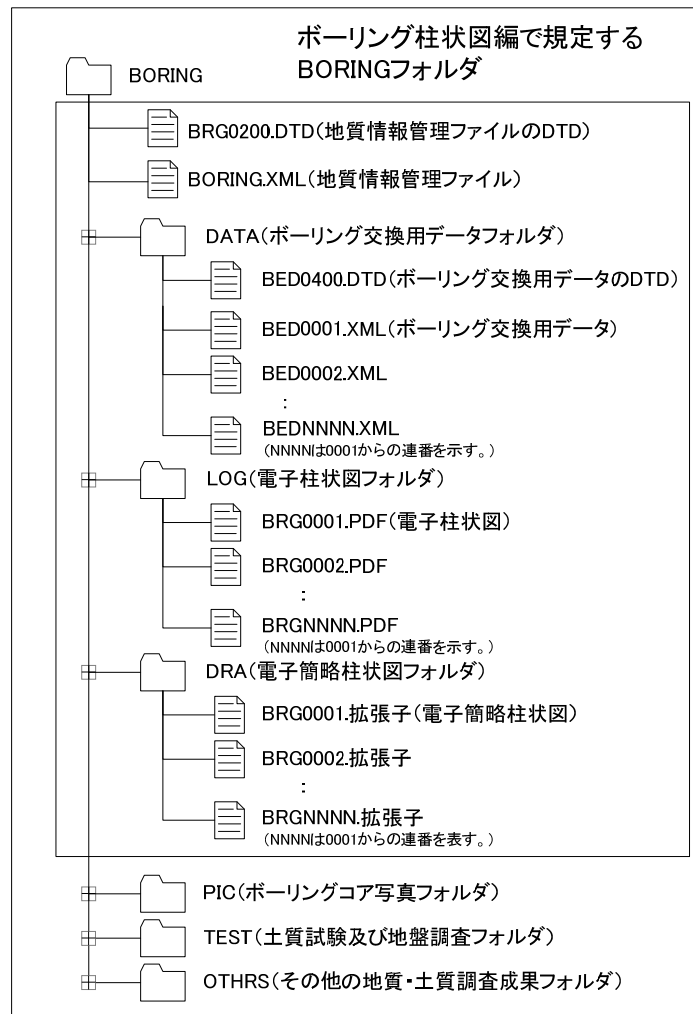 ボーリング柱状図編で規定する
BORINGフォルダ
BORING
BRG0200.DTD(地質情報管理ファイルのDTD)
BORING.XML(地質情報管理ファイル)
DATA(ボーリング交換用データフォルダ)
BED0400.DTD(ボーリング交換用データのDTD)
BED0001.XML(ボーリング交換用データ)
BED0002.XML
:
BEDNNNN.XML
(NNNNは0001からの連番を示す。)
LOG(電子柱状図フォルダ)
BRG0001.PDF(電子柱状図)
BRG0002.PDF
:
BRGNNNN.PDF
(NNNNは0001からの連番を示す。)
DRA(電子簡略柱状図フォルダ)
BRG0001.拡張子(電子簡略柱状図)
BRG0002.拡張子
:
BRGNNNN.拡張子
(NNNNは0001からの連番を表す。)
PIC(ボーリングコア写真フォルダ)
TEST(土質試験及び地盤調査フォルダ)
OTHRS(その他の地質・土質調査成果フォルダ)